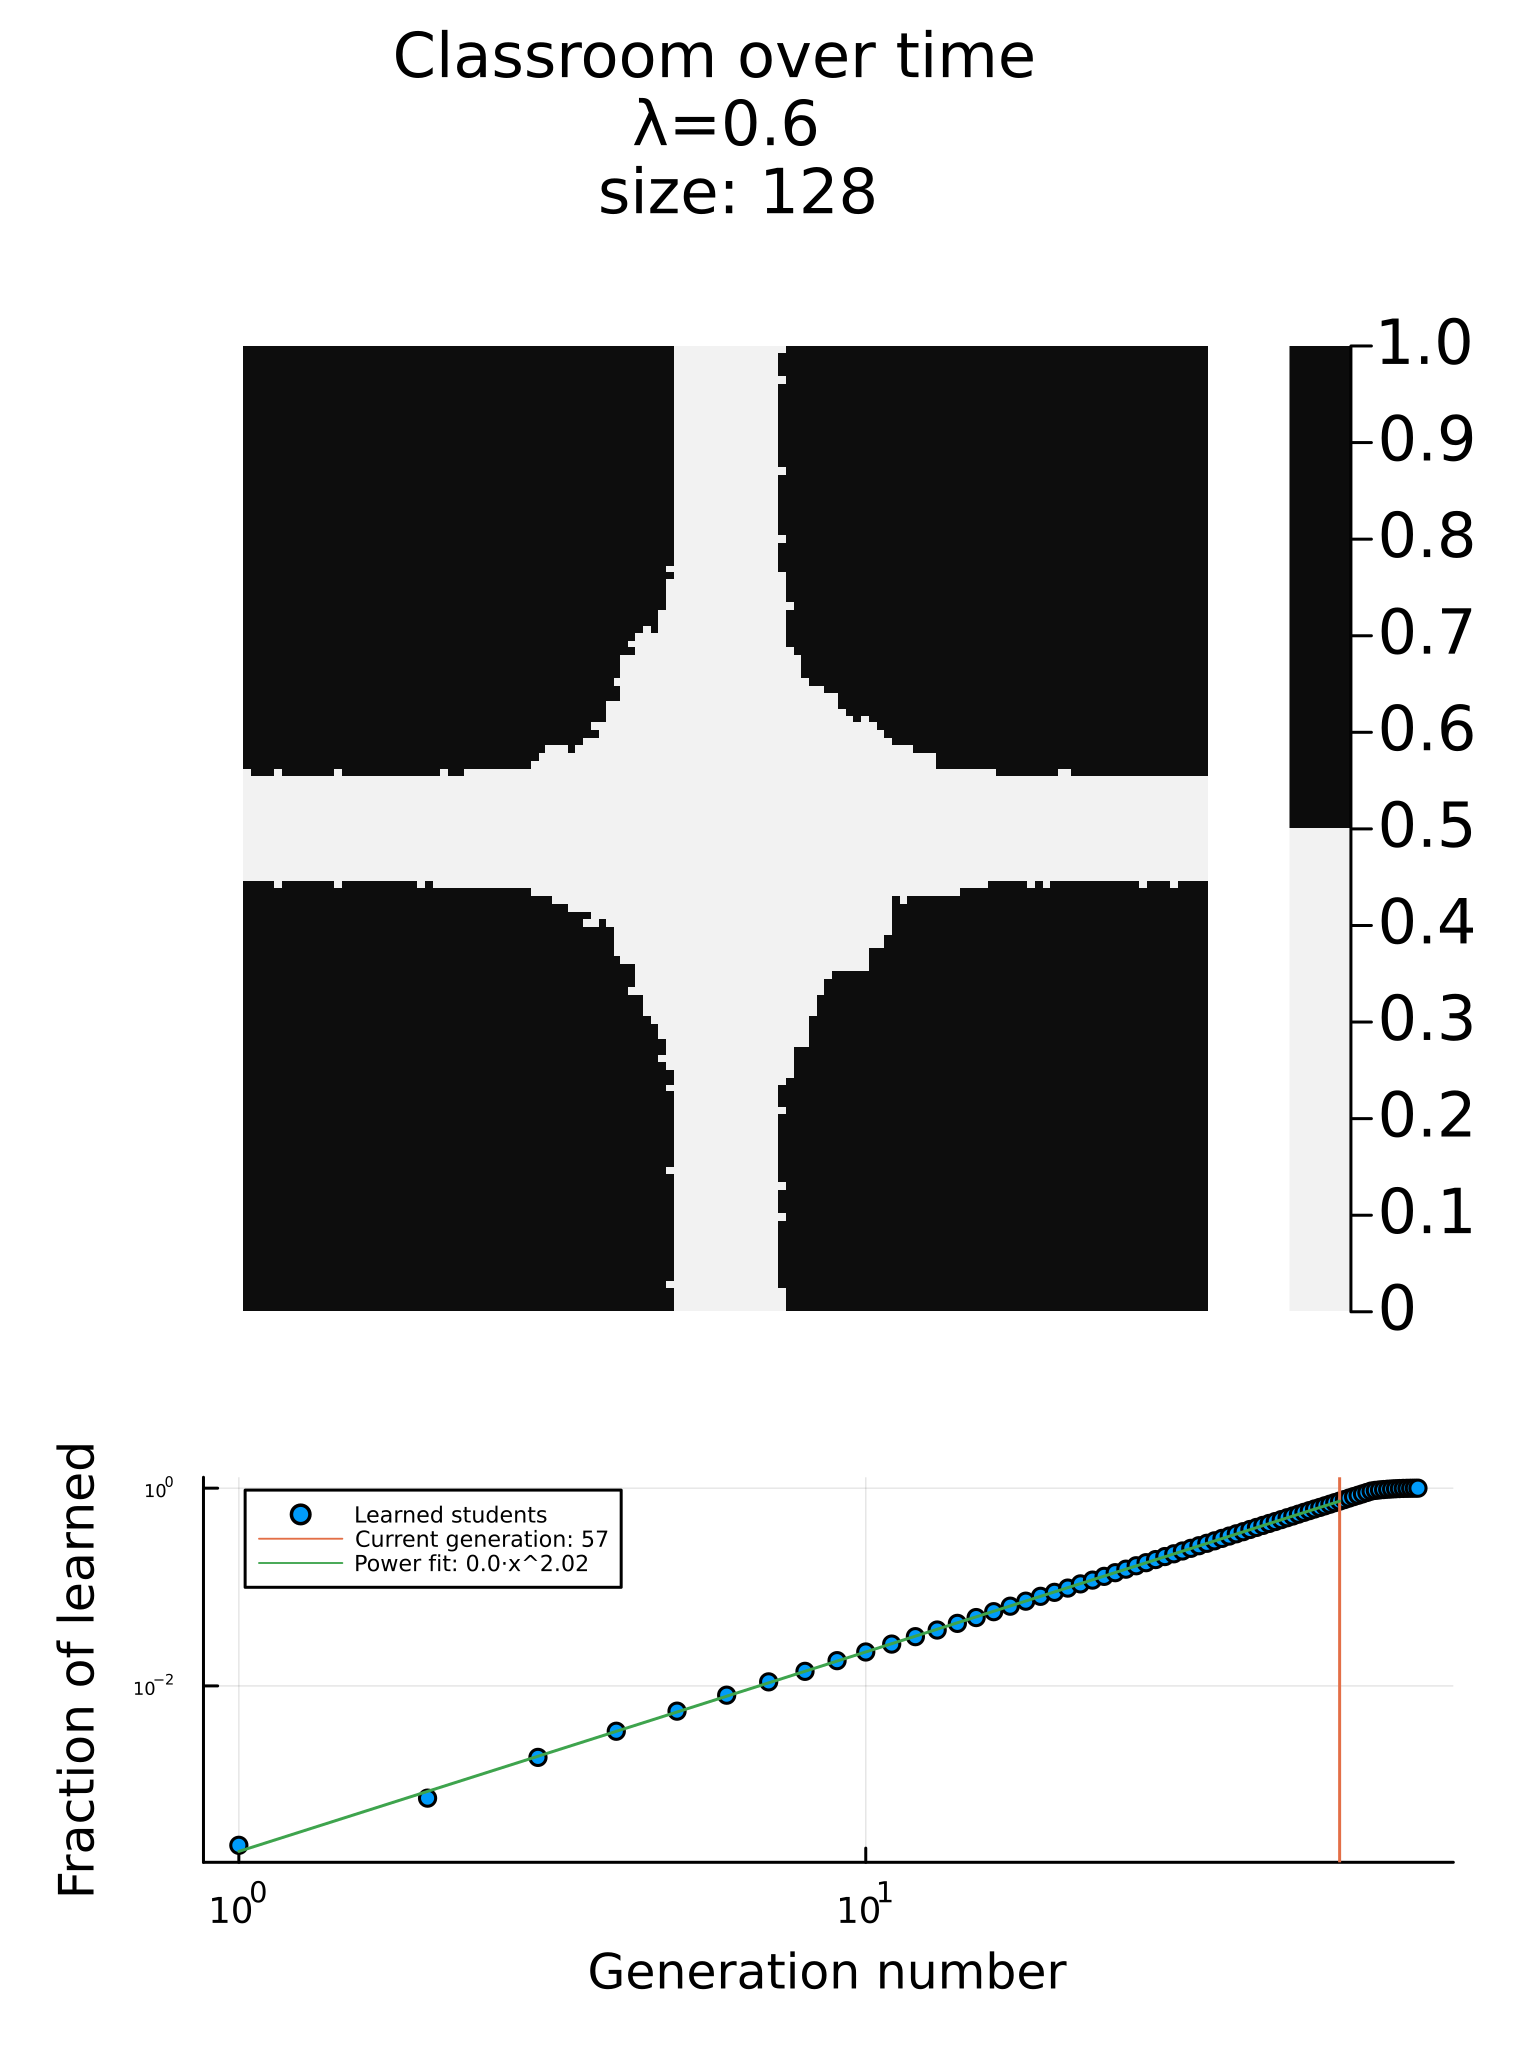 Classroom over time
λ=0.6
size: 128
1.0
0.9
0.8
0.7
0.6
0.5
0.4
0.3
0.2
0.1
0
Fraction of learned
10^0
10^-2
Learned students
Current generation: 57
Power fit: 0.0·x^2.02
10^0
10^1
Generation number